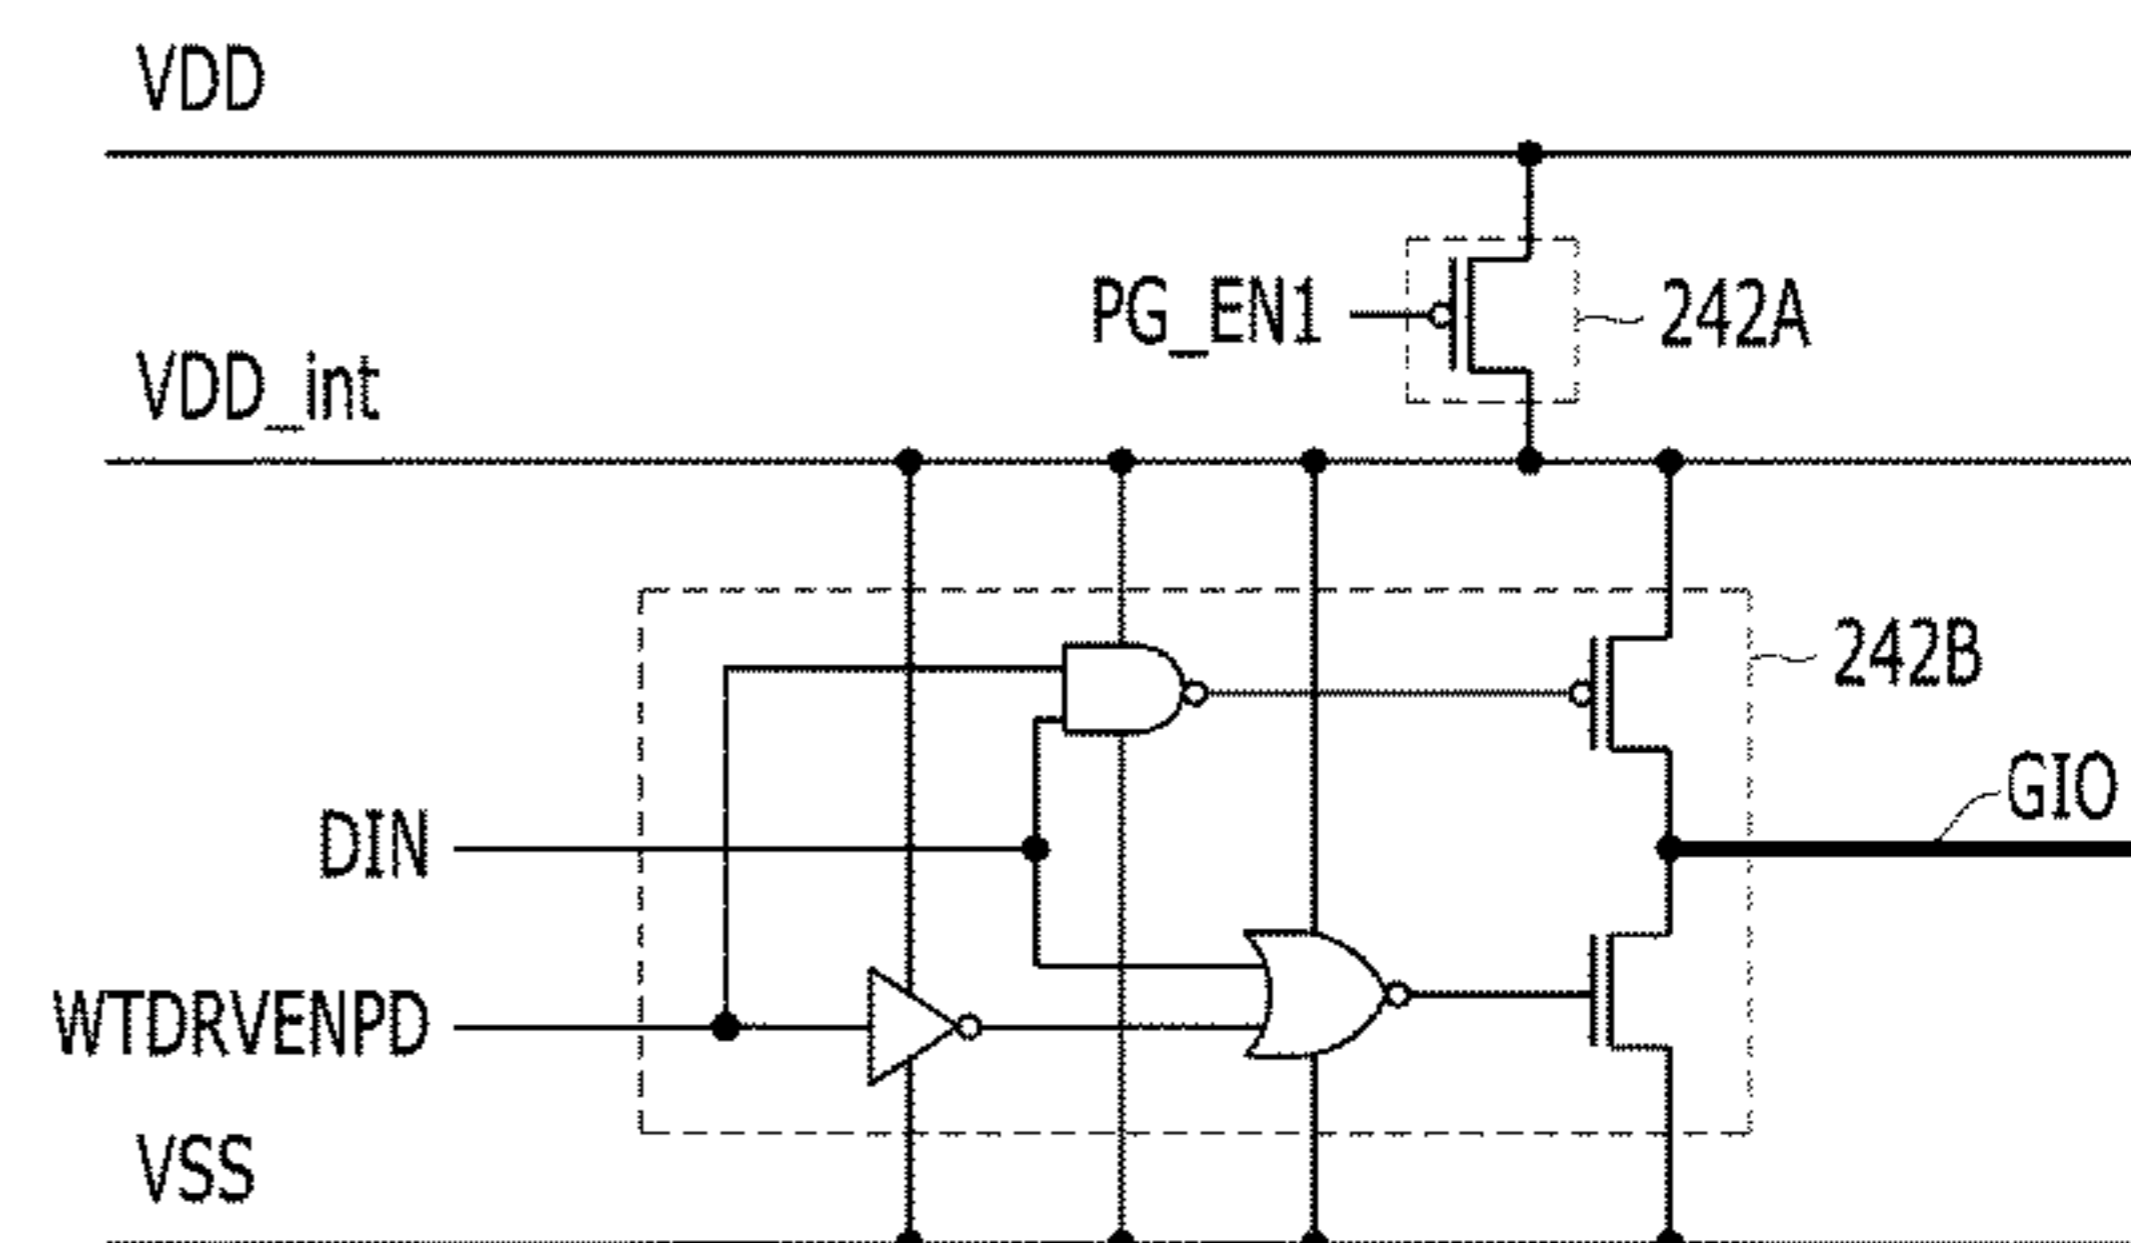 VDD
PG_EN1
242A
VDD_int
242B
GIO
DIN
WTDRVENPD
VSS